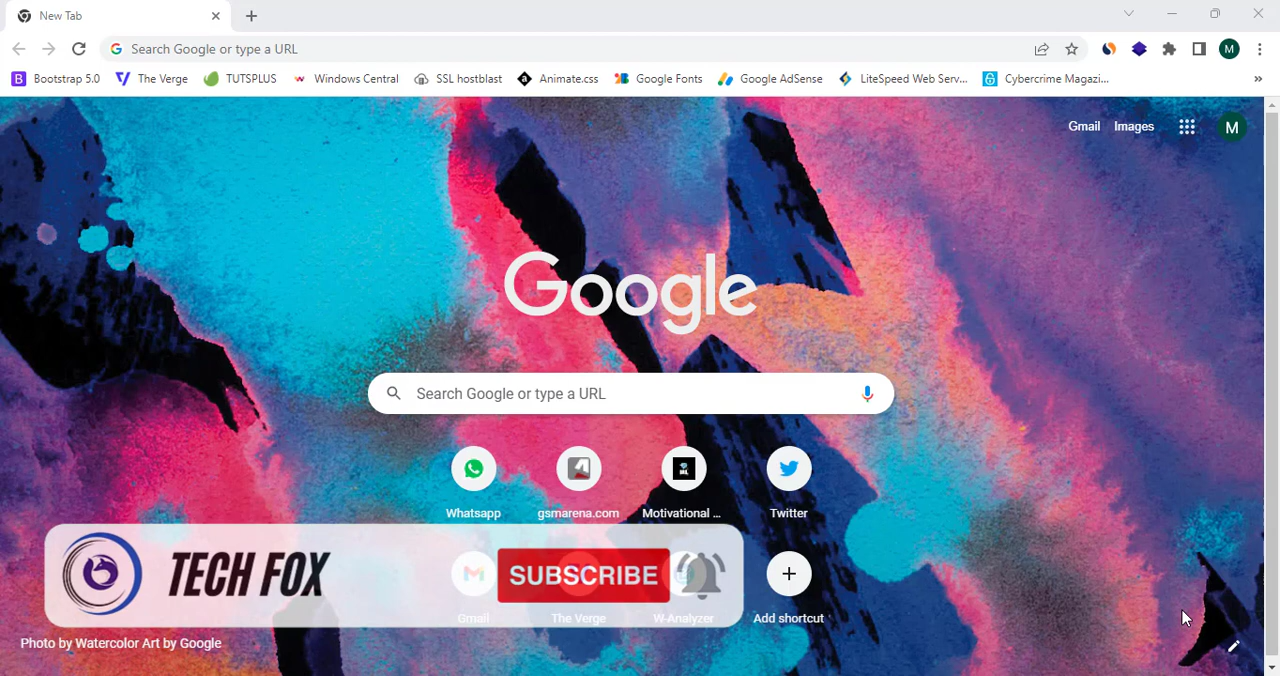 New Tab
Search Google or type a URL
M
B Bootstrap 5.0 The Verge TUTSPLUS Windows Central SSL hostblast Animate.css Google Fonts Google AdSense LiteSpeed Web Serv... Cybercrime Magazi... »
Gmail Images M
Google
Search Google or type a URL
Whatsapp gsmarena.com Motivational ... Twitter
TECH FOX SUBSCRIBE
Gmail The Verge W-Analyzer Add shortcut
Photo by Watercolor Art by Google